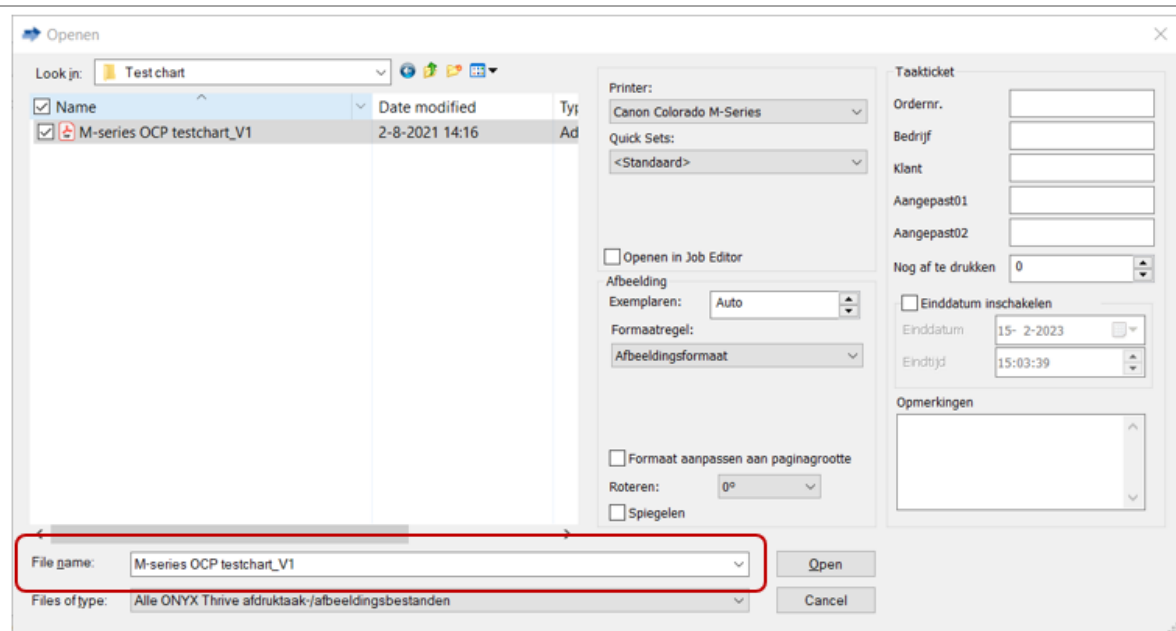 Openen
Look in: Test chart
Name Date modified Typ
M-series OCP testchart_V1 2-8-2021 14:16 Ad
File name: M-series OCP testchart_V1
Files of type: Alle ONYX Thrive afdruktaak-/afbeeldingsbestanden
Printer:
Canon Colorado M-Series
Quick Sets:
<Standaard>
Openen in Job Editor
Afbeelding
Exemplaren: Auto
Formaatregel:
Afbeeldingsformaat
Formaat aanpassen aan paginagrootte
Roteren: 0º
Spiegelen
Open
Cancel
Taakticket
Ordernr.
Bedrijf
Klant
Aangepast01
Aangepast02
Nog af te drukken 0
Einddatum inschakelen
Einddatum 15- 2-2023
Eindtijd 15:03:39
Opmerkingen